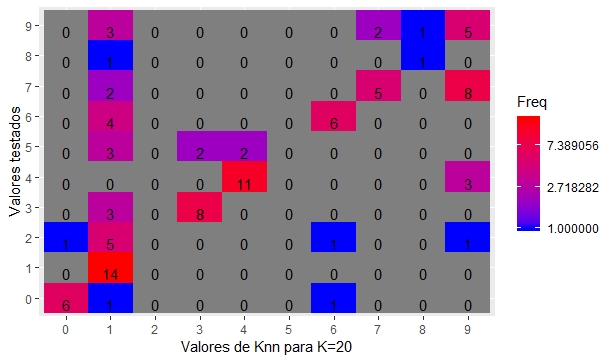 9 0 3 0 0 0 0 0 2 1 5
8 0 1 0 0 0 0 0 0 1 0
7 0 2 0 0 0 0 0 5 0 8
6 0 4 0 0 0 0 6 0 0 0
5 0 3 0 2 2 0 0 0 0 0
4 0 0 0 0 11 0 0 0 0 3
3 0 3 0 8 0 0 0 0 0 0
2 1 5 0 0 0 0 1 0 0 1
1 0 14 0 0 0 0 0 0 0 0
0 6 1 0 0 0 0 1 0 0 0
0 1 2 3 4 5 6 7 8 9
Valores de Knn para K=20
Valores testados
Freq
7.389056
2.718282
1.000000